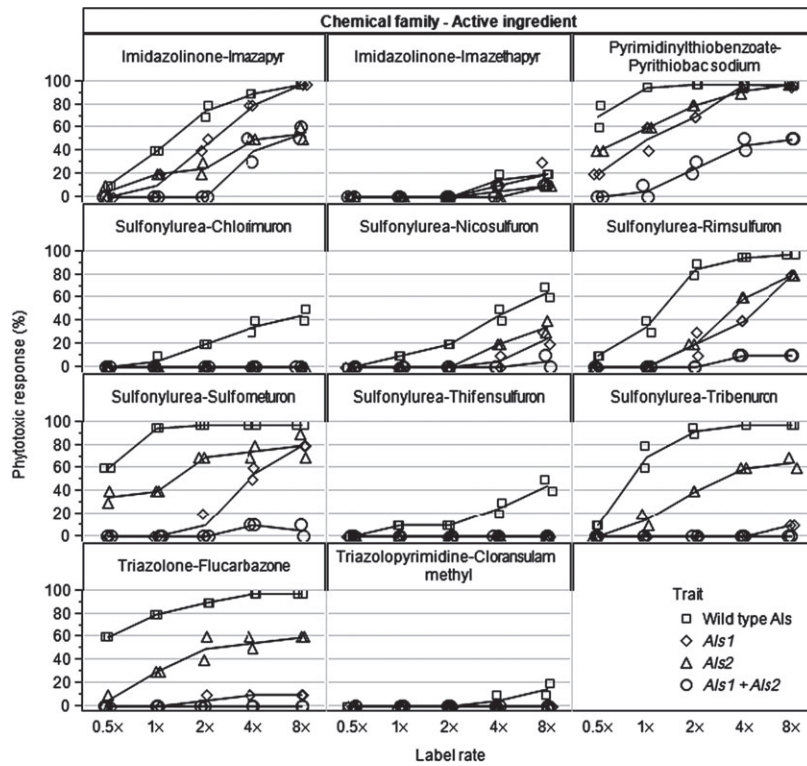 Chemical family - Active ingredient
Imidazolinone-Imazapyr
Imidazolinone-Imazethapyr
Pyrimidinylthiobenzoate-
Pyrithiobac sodium
100
80
60
40
20
0
Sulfonylurea-Chlorimuron
Sulfonylurea-Nicosulfuron
Sulfonylurea-Rimsulfuron
100
80
60
40
20
0
Phytotoxic response (%)
Sulfonylurea-Sulfometuron
Sulfonylurea-Thifensulfuron
Sulfonylurea-Tribenuron
100
80
60
40
20
0
Triazolone-Flucarbazone
Triazolopyrimidine-Cloransulam
methyl
100
80
60
40
20
0
Trait
Wild type Als
Als1
Als2
Als1 + Als2
0.5× 1× 2× 4× 8×
0.5× 1× 2× 4× 8×
0.5× 1× 2× 4× 8×
Label rate